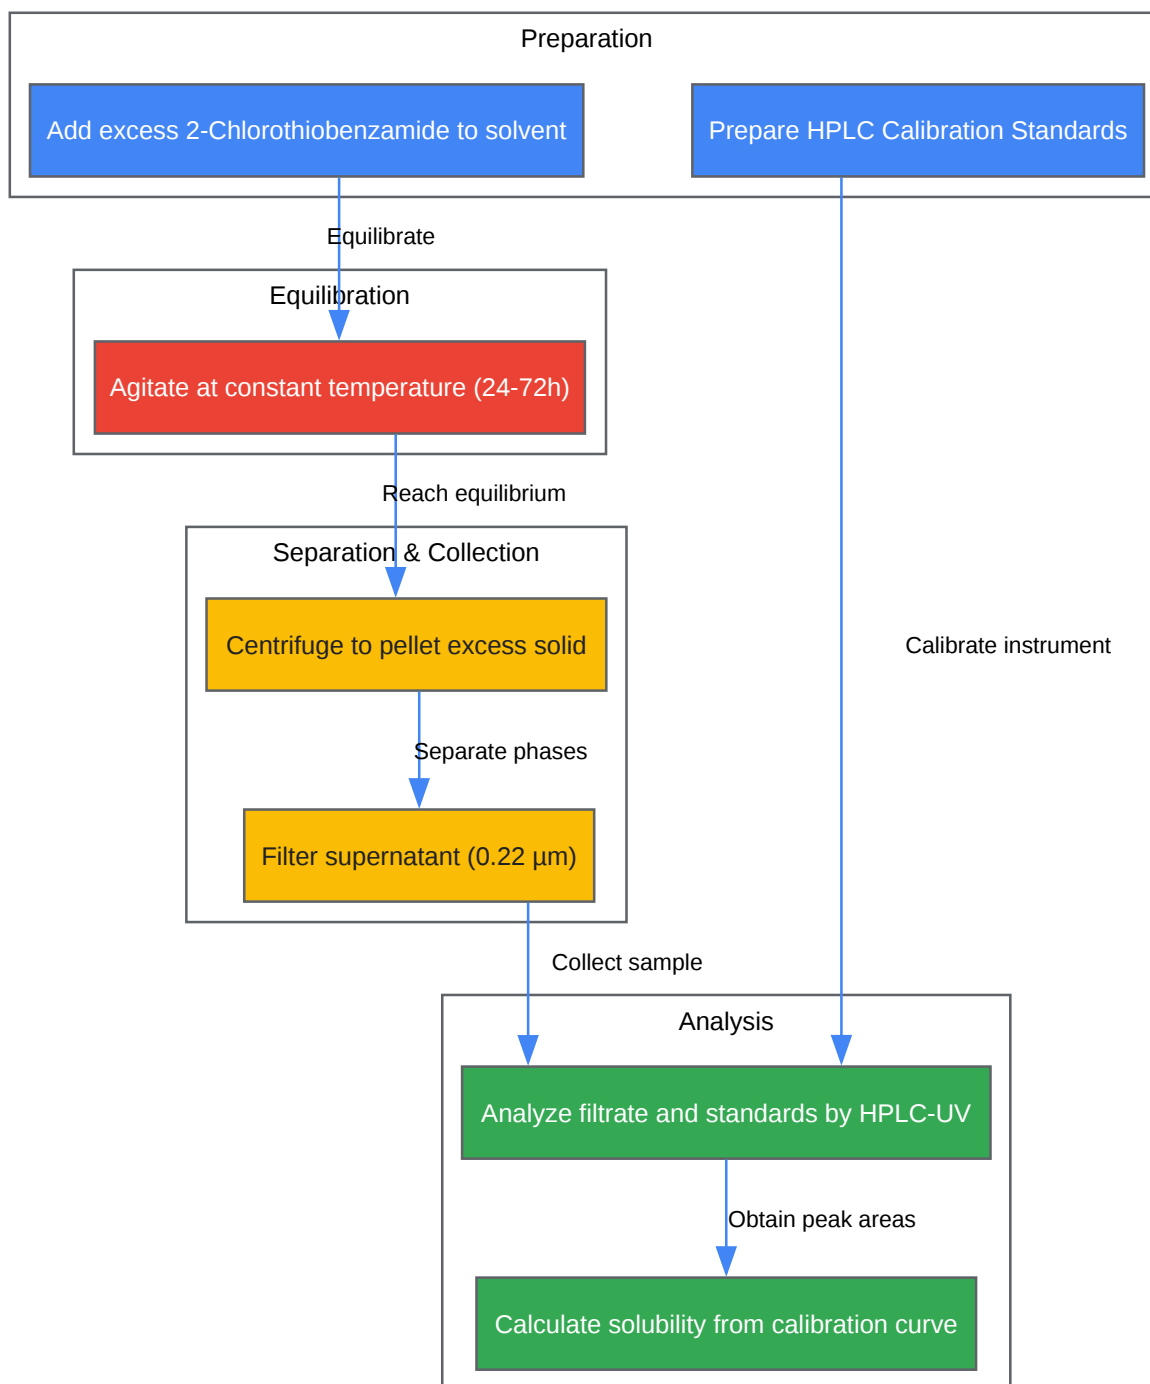 Preparation
Add excess 2-Chlorothiobenzamide to solvent
Prepare HPLC Calibration Standards
Equilibrate
Equilibration
Agitate at constant temperature (24-72h)
Reach equilibrium
Separation & Collection
Centrifuge to pellet excess solid
Calibrate instrument
Separate phases
Filter supernatant (0.22 µm)
Collect sample
Analysis
Analyze filtrate and standards by HPLC-UV
Obtain peak areas
Calculate solubility from calibration curve